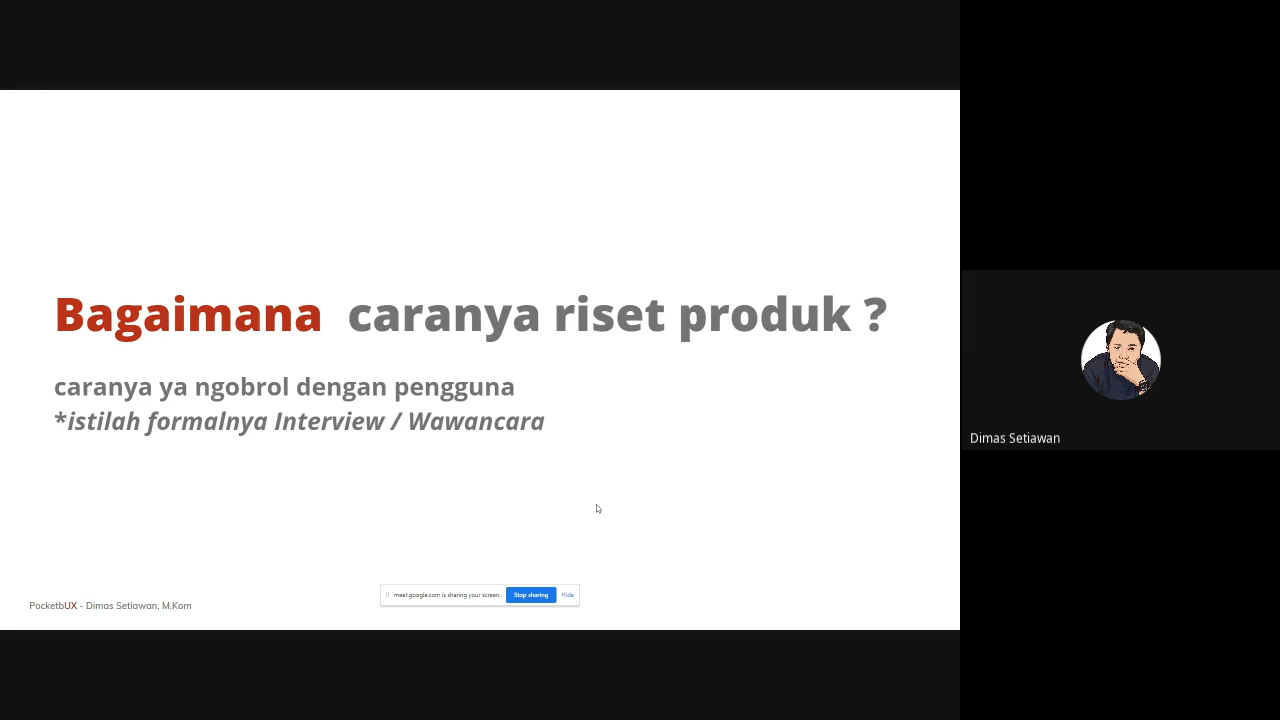 Bagaimana caranya riset produk ?
caranya ya ngobrol dengan pengguna
*istilah formalnya Interview / Wawancara
Dimas Setiawan
meet.google.com is sharing your screen.
Stop sharing
Hide
PocketbUX - Dimas Setiawan, M.Kom